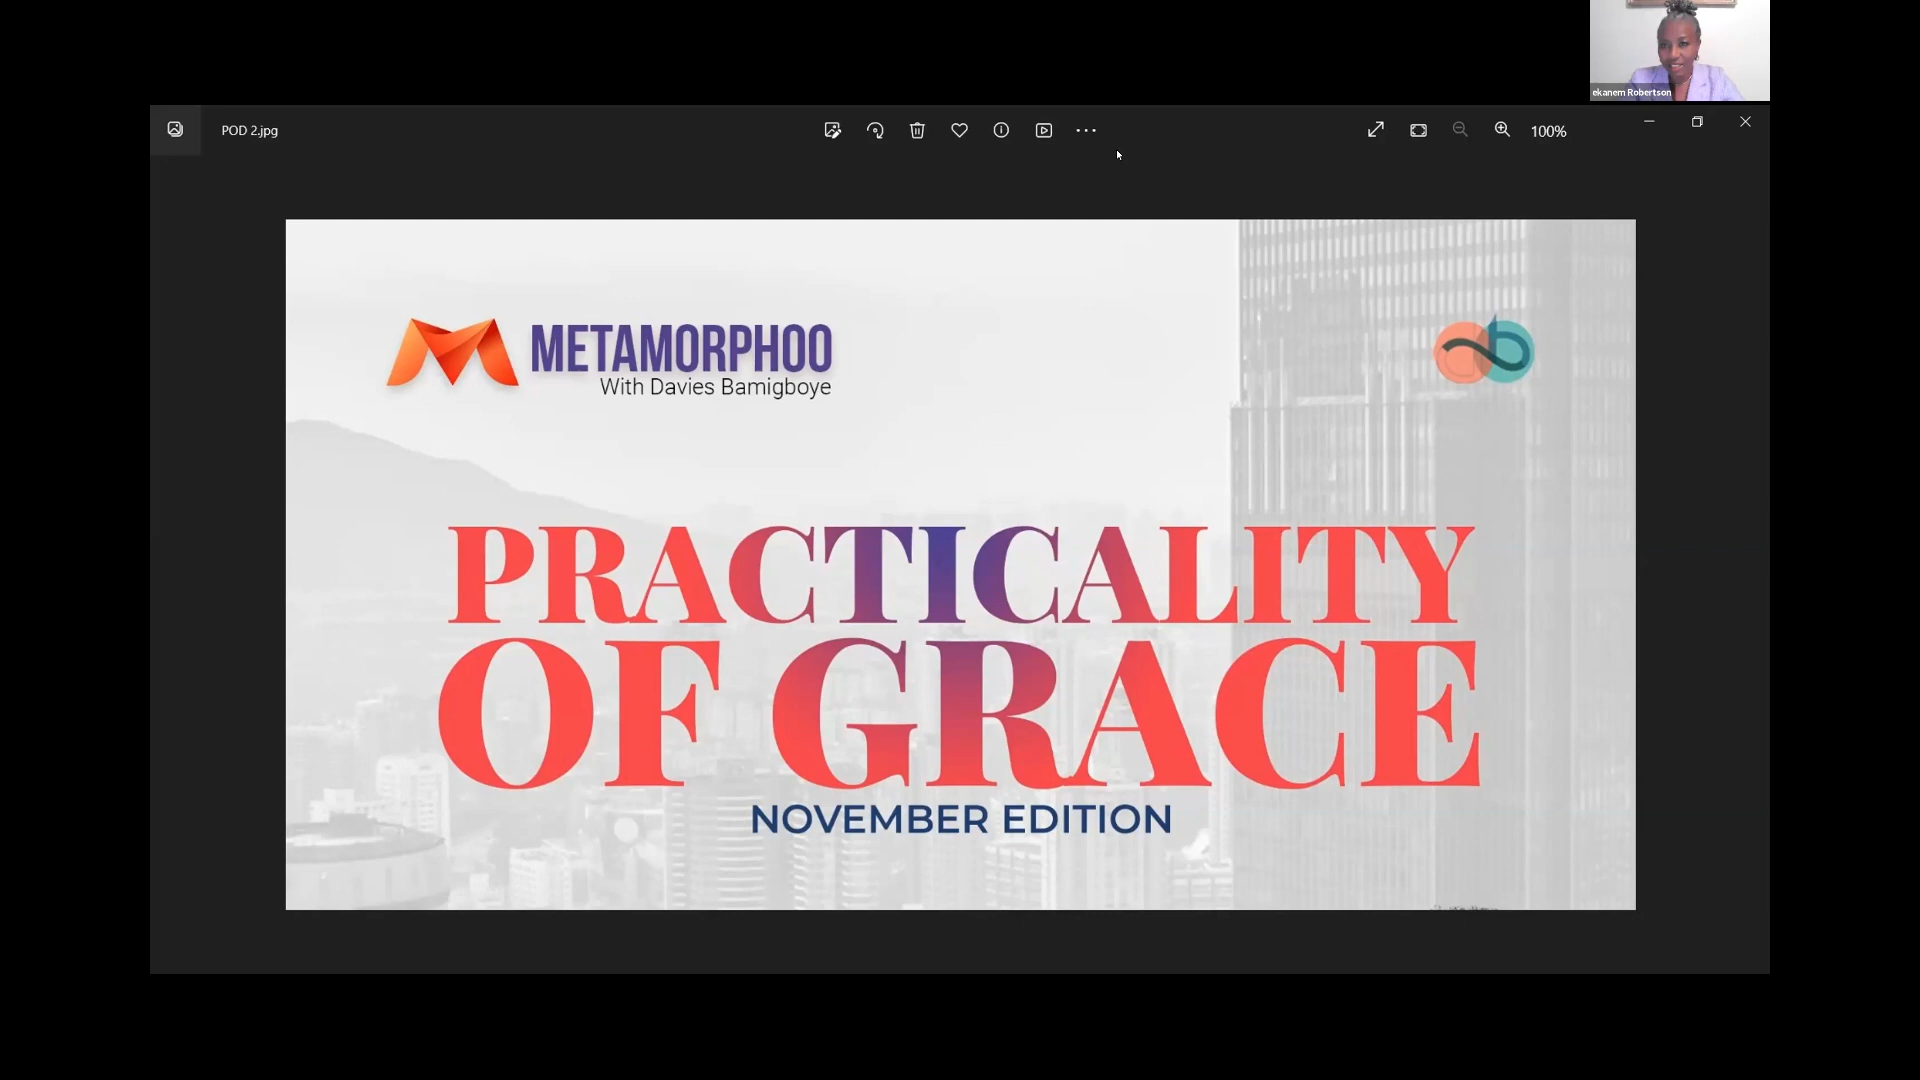 ekanem Robertson
POD 2.jpg
100%
METAMORPHOO
With Davies Bamigboye
PRACTICALITY
OF GRACE
NOVEMBER EDITION